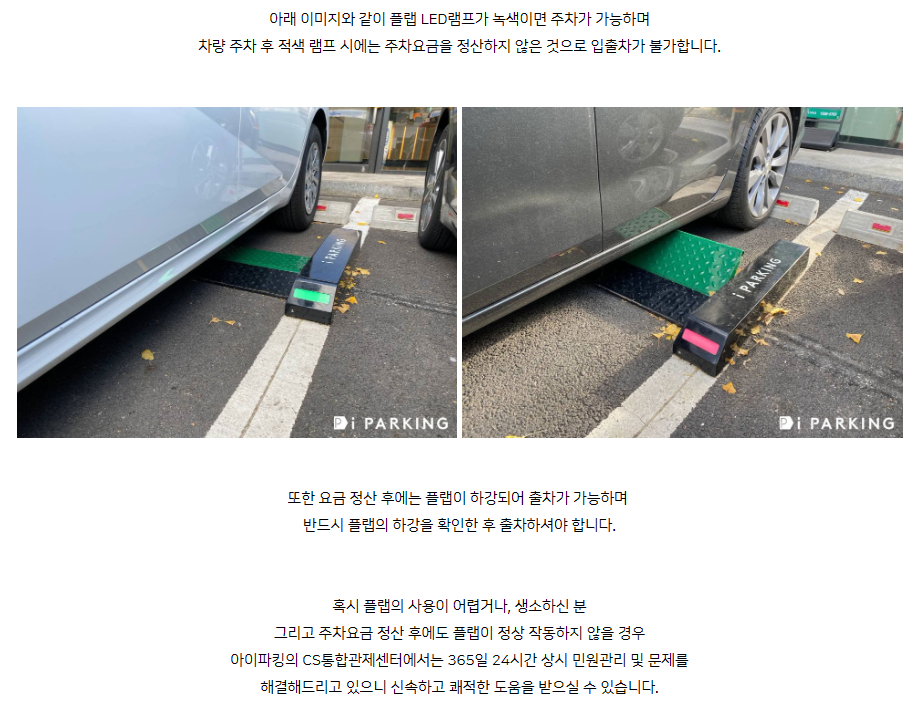 아래 이미지와 같이 플랩 LED램프가 녹색이면 주차가 가능하며
차량 주차 후 적색 램프 시에는 주차요금을 정산하지 않은 것으로 입출차가 불가합니다.
i PARKING
i PARKING
i PARKING
i PARKING
또한 요금 정산 후에는 플랩이 하강되어 출차가 가능하며
반드시 플랩의 하강을 확인한 후 출차하셔야 합니다.
혹시 플랩의 사용이 어렵거나, 생소하신 분
그리고 주차요금 정산 후에도 플랩이 정상 작동하지 않을 경우
아이파킹의 CS통합관제센터에서는 365일 24시간 상시 민원관리 및 문제를
해결해드리고 있으니 신속하고 쾌적한 도움을 받으실 수 있습니다.